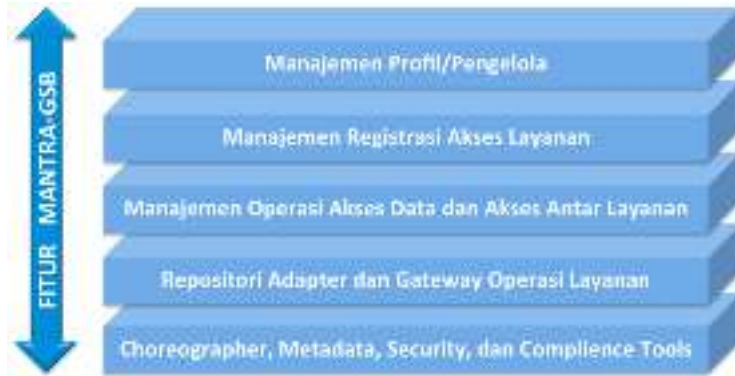 FITUR MANTRA-GSB
Manajemen Profil/Pengelola
Manajemen Registrasi Akses Layanan
Manajemen Operasi Akses Data dan Akses Antar Layanan
Repositori Adapter dan Gateway Operasi Layanan
Choreographer, Metadata, Security, dan Complience Tools